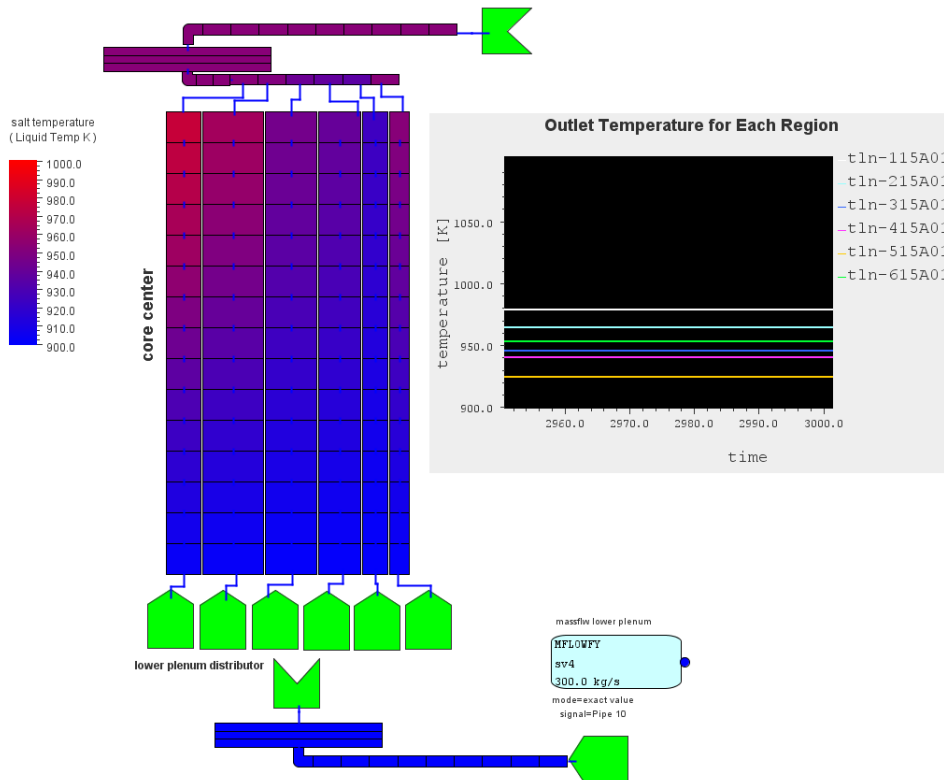 salt temperature
( Liquid Temp K )
1000.0
990.0
980.0
970.0
960.0
950.0
940.0
930.0
920.0
910.0
900.0
core center
Outlet Temperature for Each Region
temperature [K]
1050.0
1000.0
950.0
900.0
2960.0
2970.0
2980.0
2990.0
3000.0
time
tln-115A01
tln-215A01
tln-315A01
tln-415A01
tln-515A01
tln-615A01
lower plenum distributor
massflw lower plenum
MFLOWFY
sv4
300.0 kg/s
mode=exact value
signal=Pipe 10